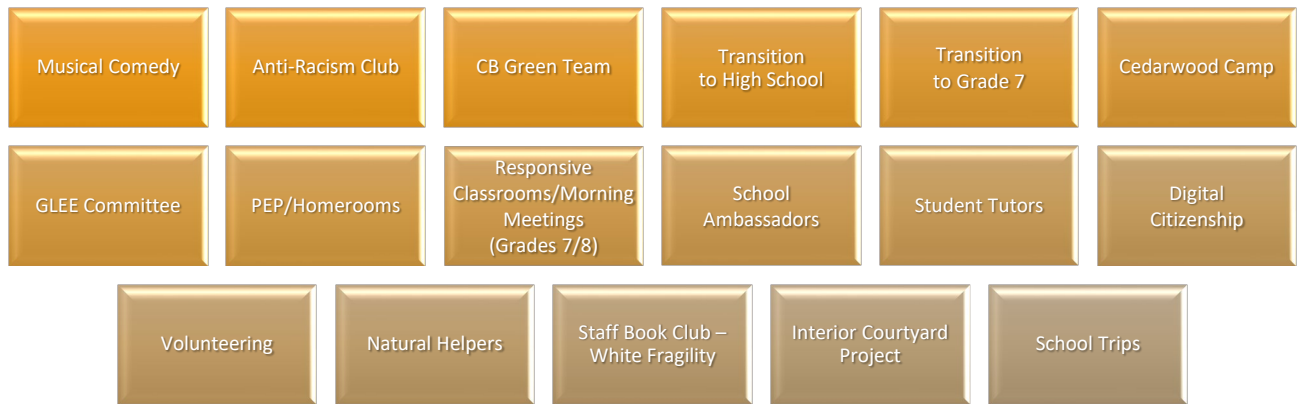 Musical Comedy
Anti-Racism Club
CB Green Team
Transition
to High School
Transition
to Grade 7
Cedarwood Camp
GLEE Committee
PEP/Homerooms
Responsive
Classrooms/Morning
Meetings
(Grades 7/8)
School
Ambassadors
Student Tutors
Digital
Citizenship
Volunteering
Natural Helpers
Staff Book Club –
White Fragility
Interior Courtyard
Project
School Trips